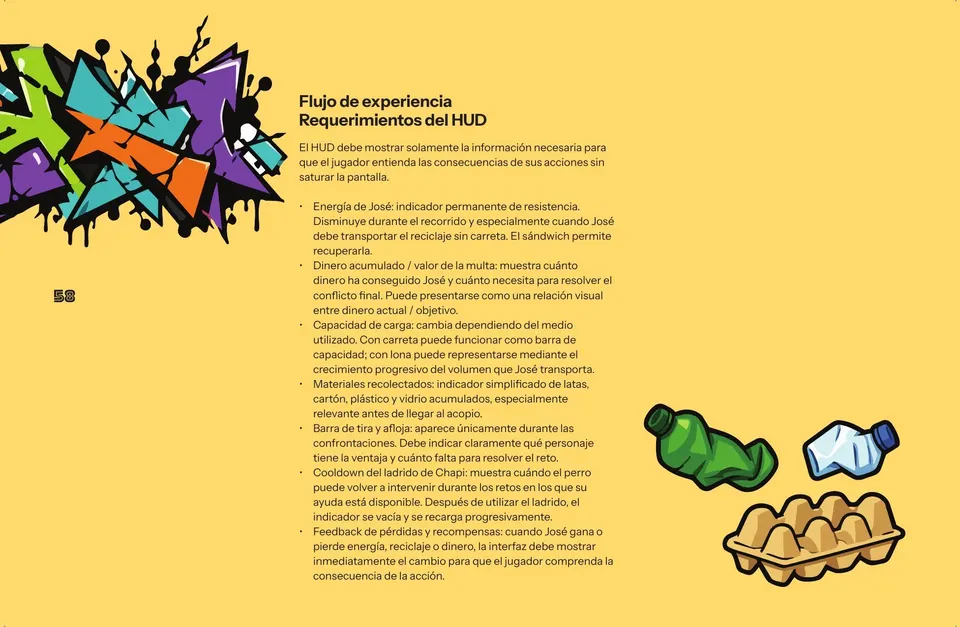 Flujo de experiencia
Requerimientos del HUD
El HUD debe mostrar solamente la información necesaria para
que el jugador entienda las consecuencias de sus acciones sin
saturar la pantalla.
• Energía de José: indicador permanente de resistencia.
Disminuye durante el recorrido y especialmente cuando José
debe transportar el reciclaje sin carreta. El sándwich permite
recuperarla.
• Dinero acumulado / valor de la multa: muestra cuánto
dinero ha conseguido José y cuánto necesita para resolver el
conflicto final. Puede presentarse como una relación visual
entre dinero actual / objetivo.
• Capacidad de carga: cambia dependiendo del medio
utilizado. Con carreta puede funcionar como barra de
capacidad; con lona puede representarse mediante el
crecimiento progresivo del volumen que José transporta.
• Materiales recolectados: indicador simplificado de latas,
cartón, plástico y vidrio acumulados, especialmente
relevante antes de llegar al acopio.
• Barra de tira y afloja: aparece únicamente durante las
confrontaciones. Debe indicar claramente qué personaje
tiene la ventaja y cuánto falta para resolver el reto.
• Cooldown del ladrido de Chapi: muestra cuándo el perro
puede volver a intervenir durante los retos en los que su
ayuda está disponible. Después de utilizar el ladrido, el
indicador se vacía y se recarga progresivamente.
• Feedback de pérdidas y recompensas: cuando José gana o
pierde energía, reciclaje o dinero, la interfaz debe mostrar
inmediatamente el cambio para que el jugador comprenda la
consecuencia de la acción.
58